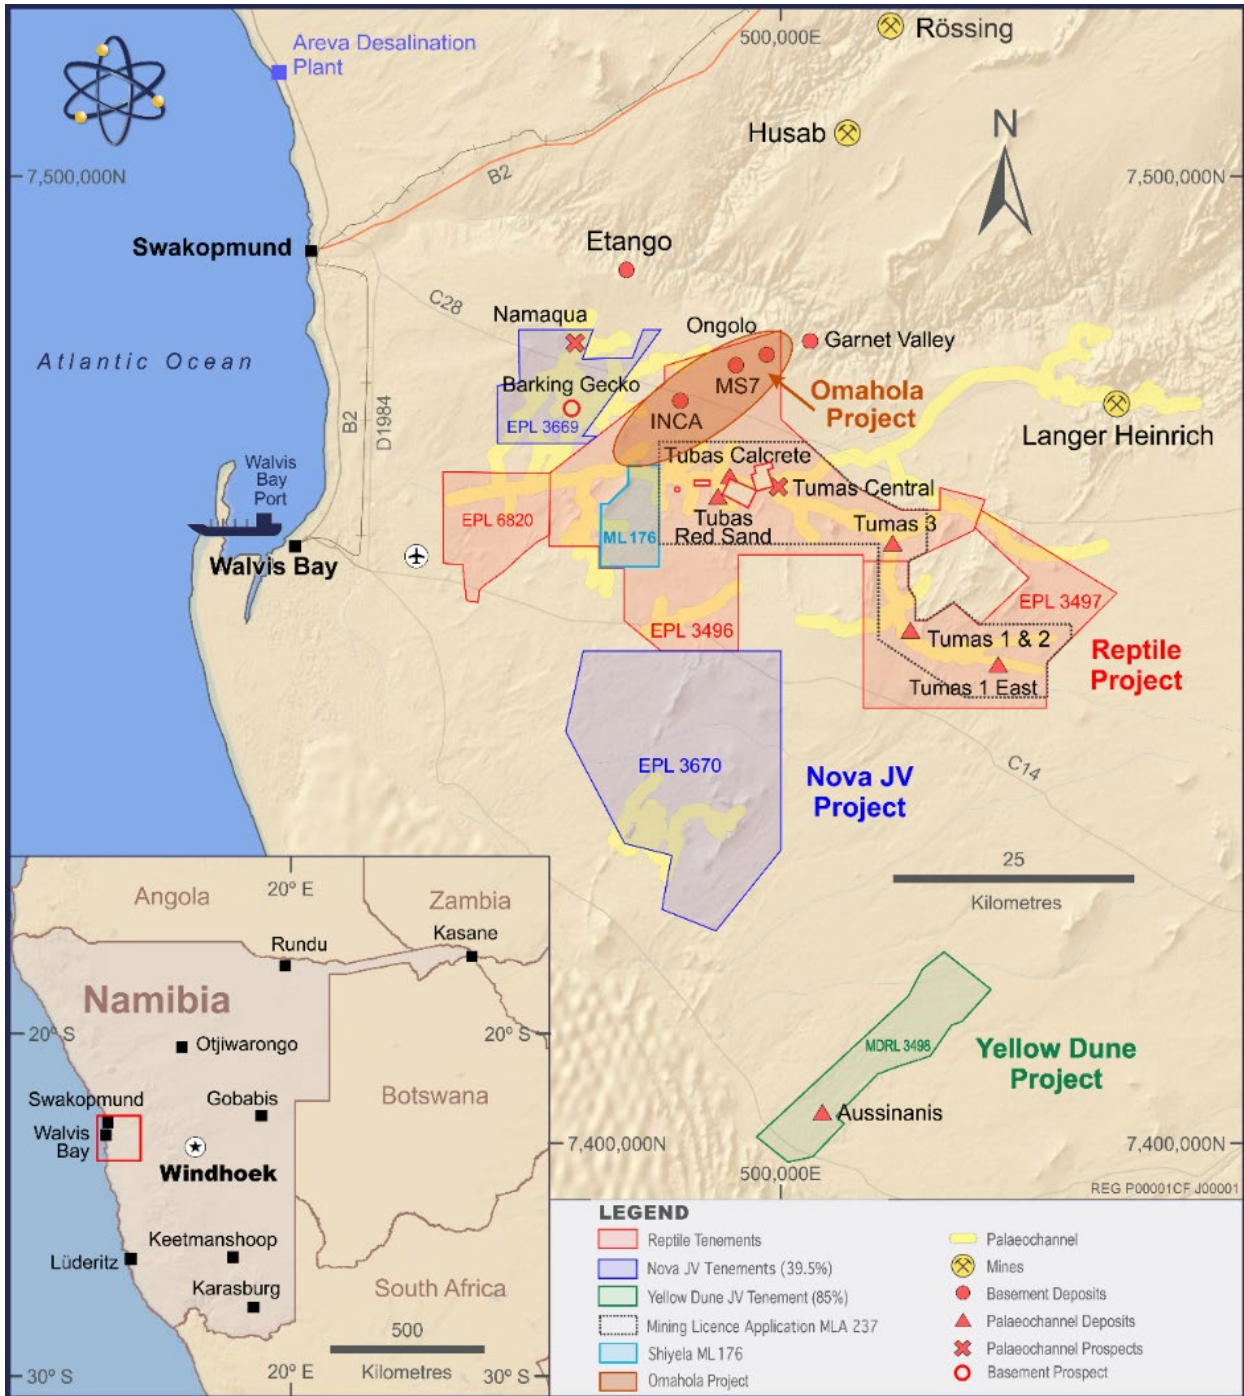 Areva Desalination
Plant
500,000E
Rössing
Husab
N
7,500,000N
7,500,000N
B2
Swakopmund
Etango
C28
Namaqua
Ongolo
Garnet Valley
Atlantic Ocean
Barking Gecko
MS7
Omahola
Project
B2
D1984
EPL 3669
INCA
Langer Heinrich
Walvis
Bay
Port
Tubas Calcrete
Tumas Central
EPL 6820
Tubas
Red Sand
Tumas 3
ML 176
Walvis Bay
EPL 3497
EPL 3496
Tumas 1 & 2
Reptile
Project
Tumas 1 East
EPL 3670
Nova JV
Project
C14
25
Kilometres
Angola
20º E
Zambia
Kasane
Rundu
Namibia
20º S
20º S
Otjiwarongo
MDRL 3498
Yellow Dune
Project
Botswana
Swakopmund
Gobabis
Walvis
Bay
Aussinanis
Windhoek
7,400,000N
7,400,000N
500,000E
REG P00001CF J00001
Keetmanshoop
Lüderitz
Karasburg
South Africa
500
Kilometres
30º S
20º E
LEGEND
Reptile Tenements
Nova JV Tenements (39.5%)
Yellow Dune JV Tenement (85%)
Mining Licence Application MLA 237
Shiyela ML 176
Omahola Project
Palaeochannel
Mines
Basement Deposits
Palaeochannel Deposits
Palaeochannel Prospects
Basement Prospect